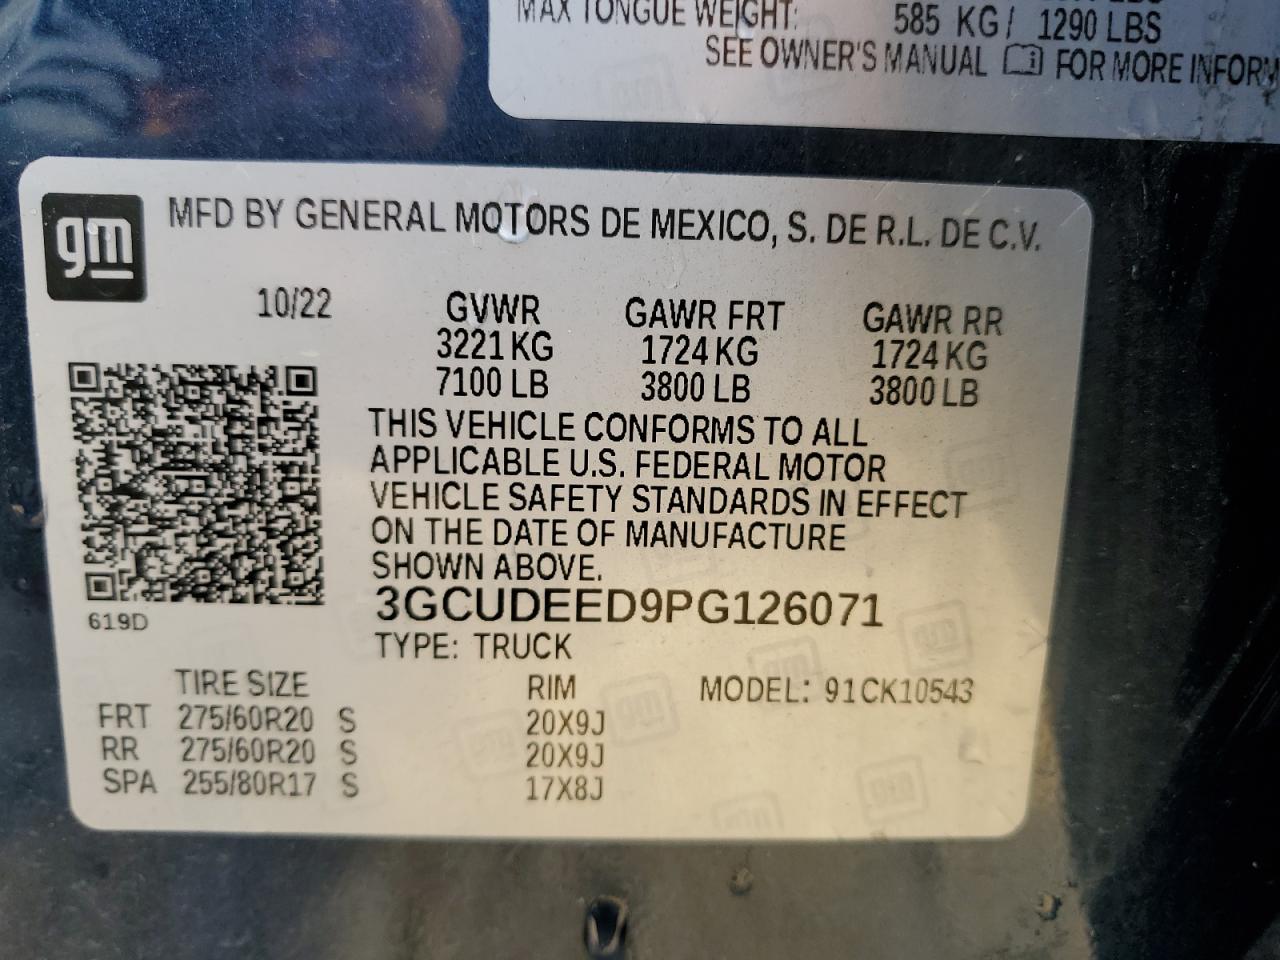 MAX TONGUE WEIGHT: 585 KG/ 1290 LBS
SEE OWNER'S MANUAL FOR MORE
gm
MFD BY GENERAL MOTORS DE MEXICO, S. DE R.L. DE C.V.
10/22 GVWR GAWR FRT GAWR RR
3221 KG 1724 KG 1724 KG
7100 LB 3800 LB 3800 LB
THIS VEHICLE CONFORMS TO ALL
APPLICABLE U.S. FEDERAL MOTOR
VEHICLE SAFETY STANDARDS IN EFFECT
ON THE DATE OF MANUFACTURE
SHOWN ABOVE.
619D
3GCUDEED9PG126071
TYPE: TRUCK
TIRE SIZE RIM MODEL: 91CK10543
FRT 275/60R20 S 20X9J
RR 275/60R20 S 20X9J
SPA 255/80R17 S 17X8J